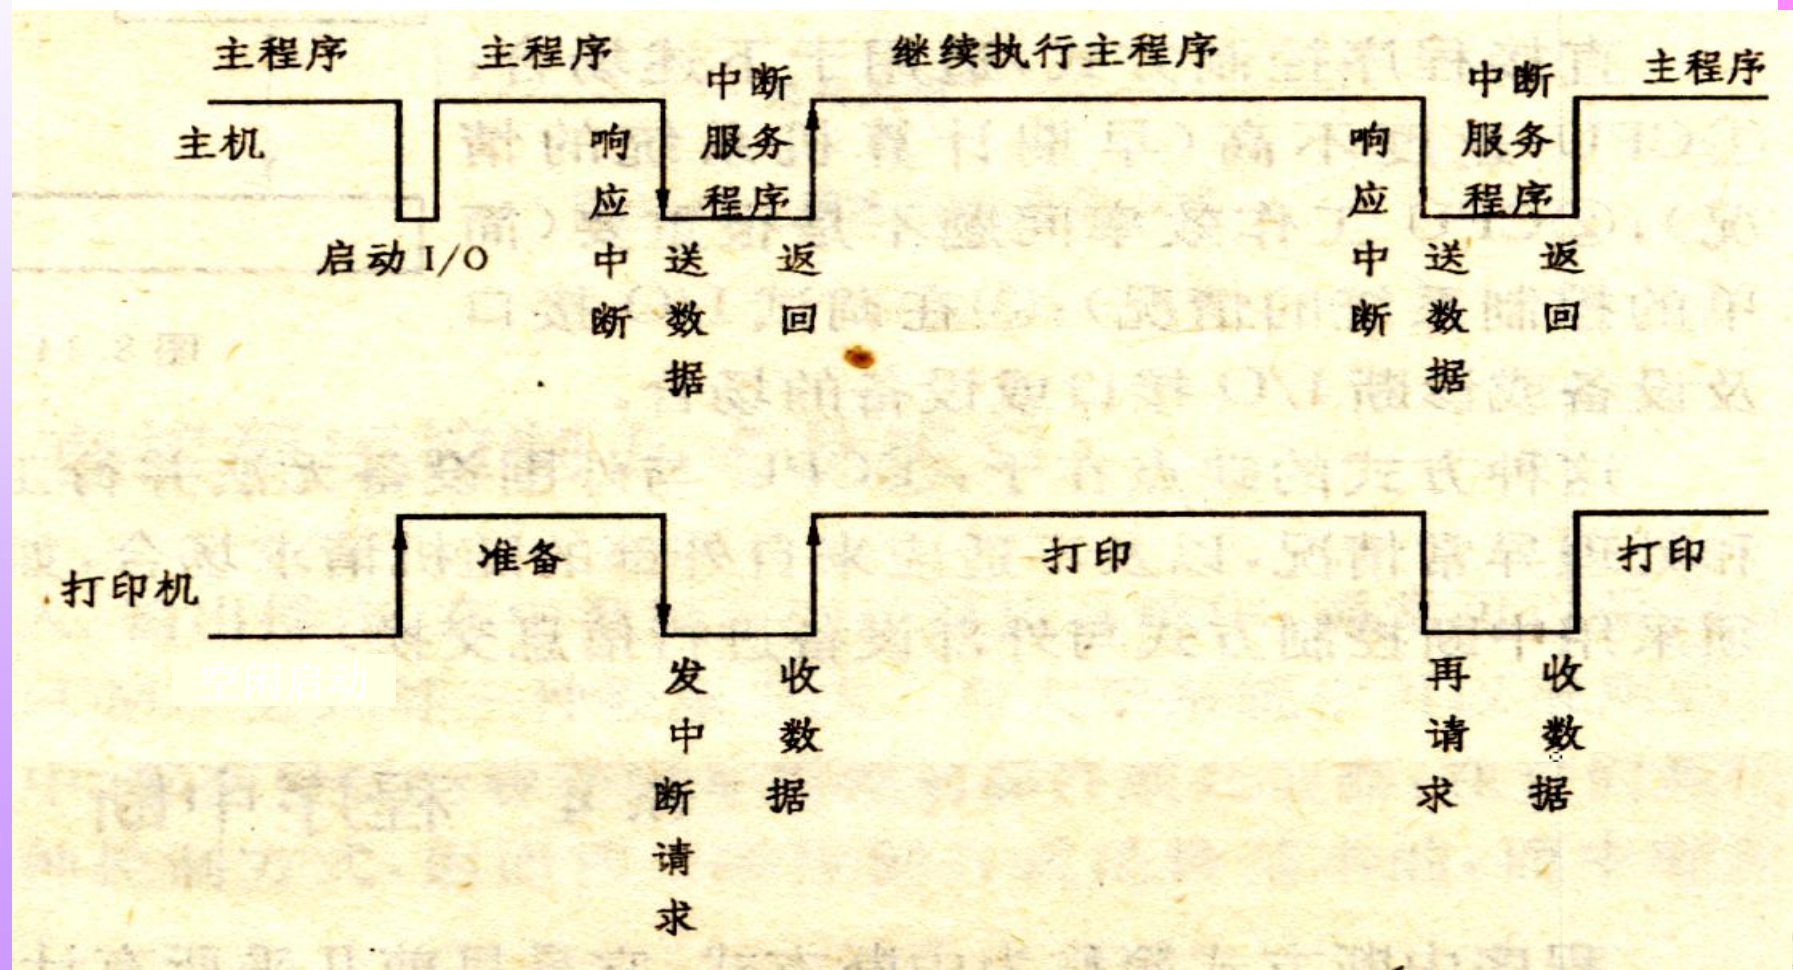 主程序
主程序
继续执行主程序
主程序
主机
启动 I/O
响应中断
中断服务程序
送数据
返回
响应中断
中断服务程序
送数据
返回
打印机
空闲启动
准备
打印
打印
发中断请求
收数据
再请求
收数据